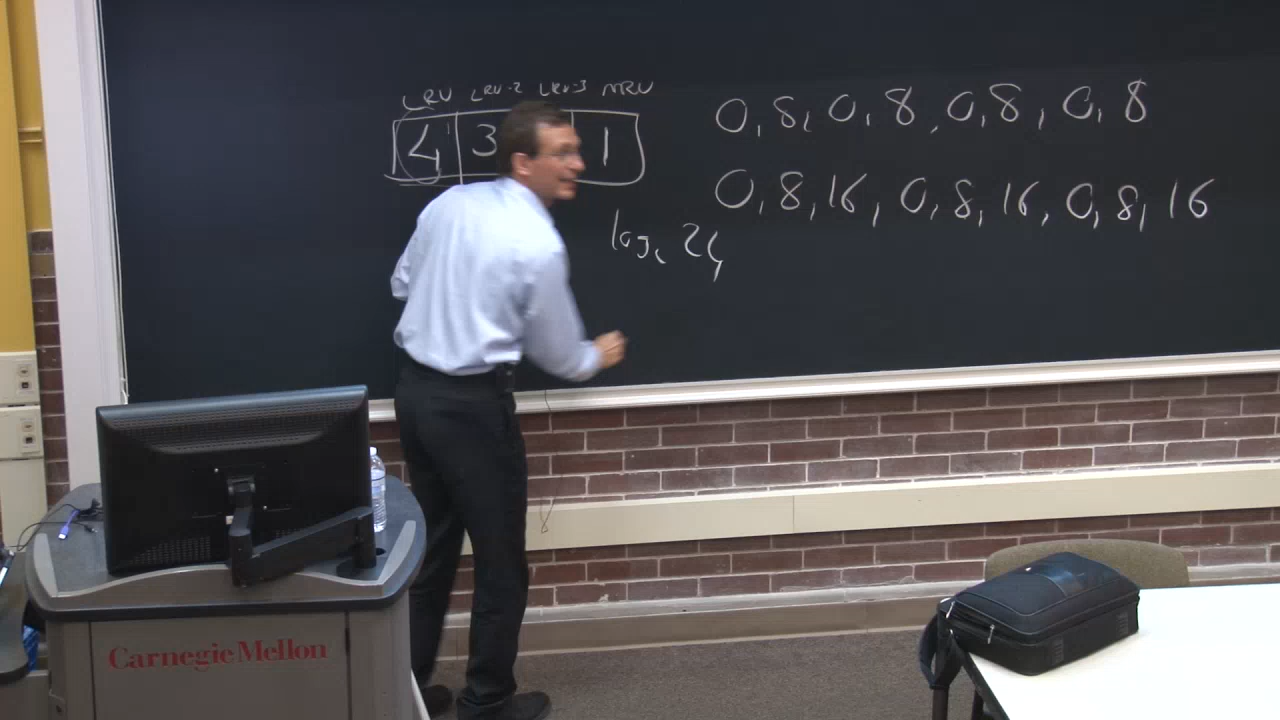 LRU LRU-2 LRU-3 MRU
4 3 1
0, 8, 0, 8, 0, 8, 0, 8
0, 8, 16, 0, 8, 16, 0, 8, 16
log₂ 24
Carnegie Mellon